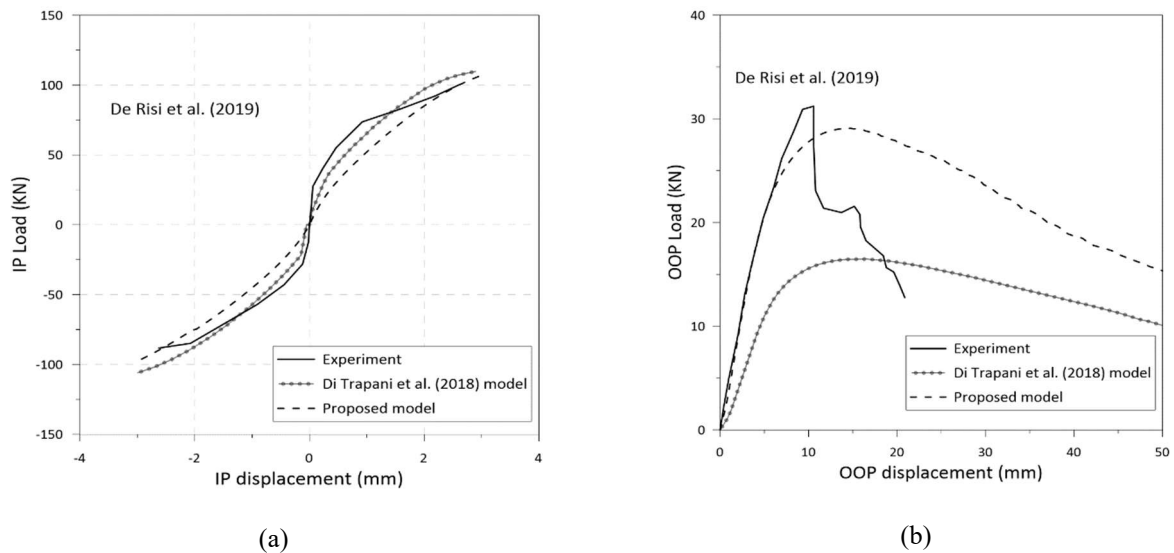 150
100
50
0
-50
-100
-150
IP Load (KN)
De Risi et al. (2019)
Experiment
Di Trapani et al. (2018) model
Proposed model
-4
-2
0
2
4
IP displacement (mm)
(a)
40
30
20
10
0
OOP Load (KN)
De Risi et al. (2019)
Experiment
Di Trapani et al. (2018) model
Proposed model
0
10
20
30
40
50
OOP displacement (mm)
(b)